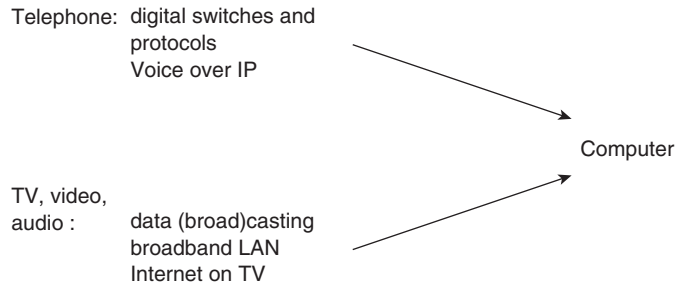 Telephone: digital switches and
protocols
Voice over IP
Computer
TV, video,
audio : data (broad)casting
broadband LAN
Internet on TV